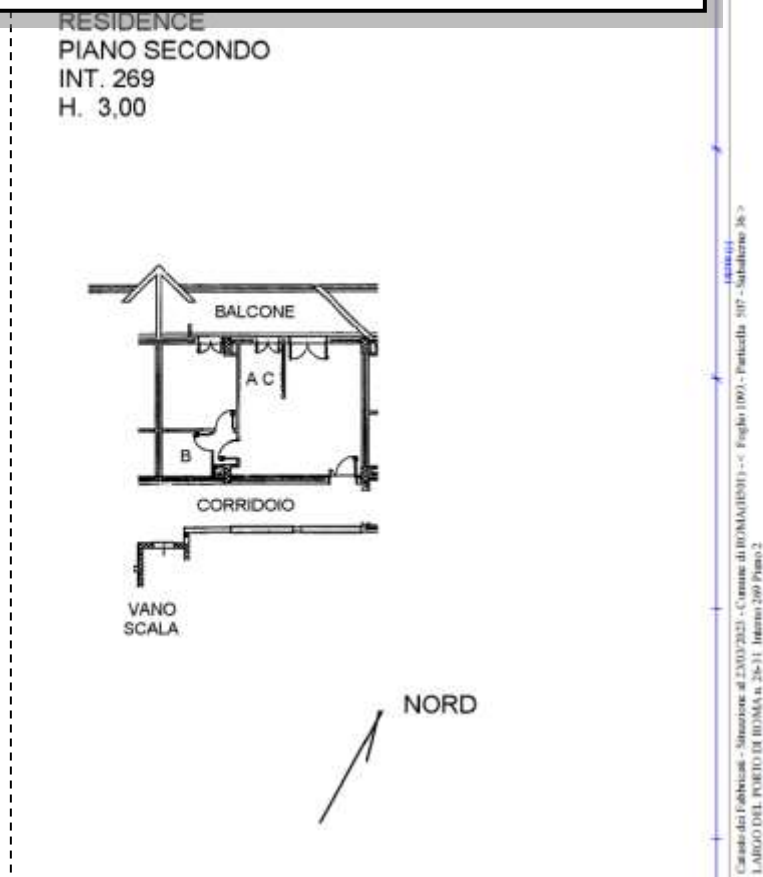 RESIDENCE
PIANO SECONDO
INT. 269
H. 3,00
BALCONE
A C
B
CORRIDOIO
VANO
SCALA
NORD
Catasto dei Fabbricati - Situazione al 23/03/2023 - Comune di ROMA(H501) - < Foglio 1093 - Particella 507 - Subalterno 36 >
LARGO DEL PORTO DI ROMA n. 26-31 Interno 269 Piano 2